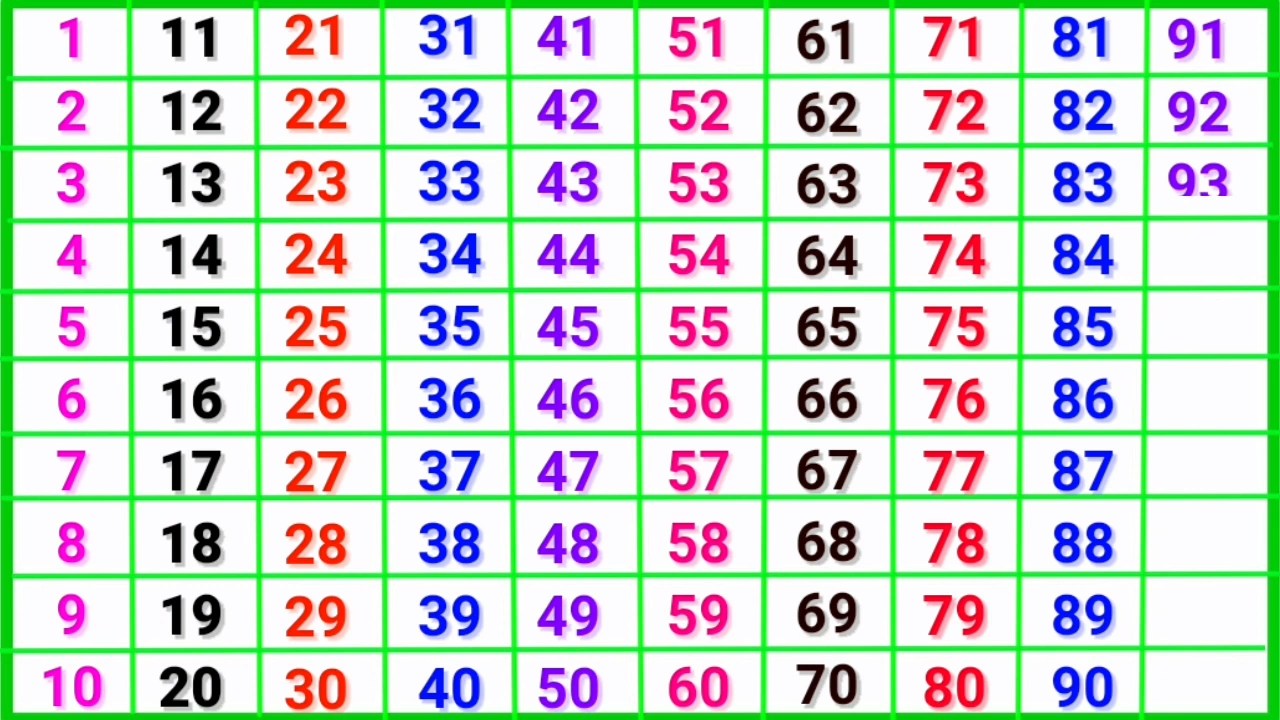 1 11 21 31 41 51 61 71 81 91
2 12 22 32 42 52 62 72 82 92
3 13 23 33 43 53 63 73 83 93
4 14 24 34 44 54 64 74 84
5 15 25 35 45 55 65 75 85
6 16 26 36 46 56 66 76 86
7 17 27 37 47 57 67 77 87
8 18 28 38 48 58 68 78 88
9 19 29 39 49 59 69 79 89
10 20 30 40 50 60 70 80 90